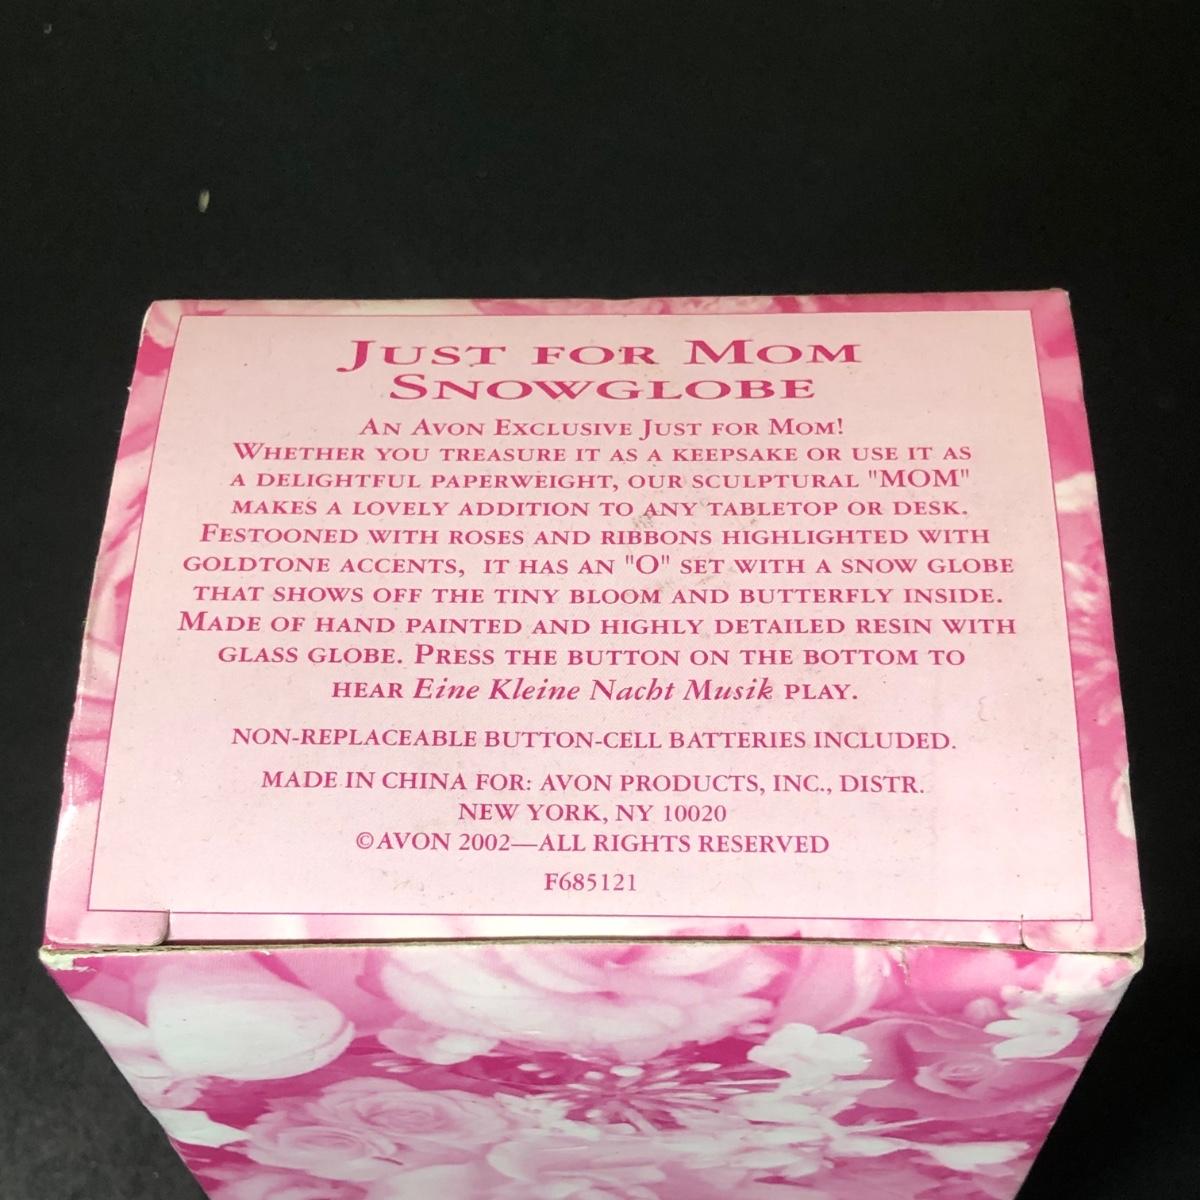 JUST FOR MOM
SNOWGLOBE
AN AVON EXCLUSIVE JUST FOR MOM!
WHETHER YOU TREASURE IT AS A KEEPSAKE OR USE IT AS
A DELIGHTFUL PAPERWEIGHT, OUR SCULPTURAL "MOM"
MAKES A LOVELY ADDITION TO ANY TABLETOP OR DESK.
FESTOONED WITH ROSES AND RIBBONS HIGHLIGHTED WITH
GOLDTONE ACCENTS, IT HAS AN "O" SET WITH A SNOW GLOBE
THAT SHOWS OFF THE TINY BLOOM AND BUTTERFLY INSIDE.
MADE OF HAND PAINTED AND HIGHLY DETAILED RESIN WITH
GLASS GLOBE. PRESS THE BUTTON ON THE BOTTOM TO
HEAR Eine Kleine Nacht Musik PLAY.
NON-REPLACEABLE BUTTON-CELL BATTERIES INCLUDED.
MADE IN CHINA FOR: AVON PRODUCTS, INC., DISTR.
NEW YORK, NY 10020
©AVON 2002—ALL RIGHTS RESERVED
F685121